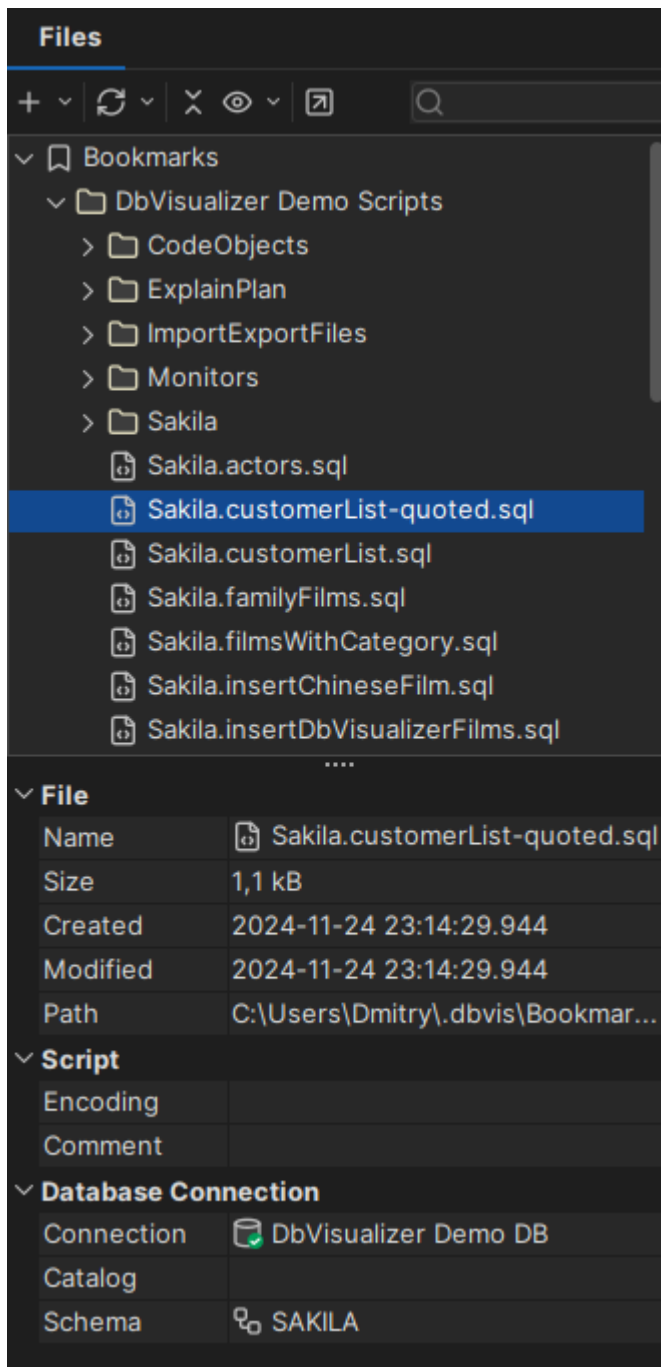 Files
Bookmarks
DbVisualizer Demo Scripts
CodeObjects
ExplainPlan
ImportExportFiles
Monitors
Sakila
Sakila.actors.sql
Sakila.customerList-quoted.sql
Sakila.customerList.sql
Sakila.familyFilms.sql
Sakila.filmsWithCategory.sql
Sakila.insertChineseFilm.sql
Sakila.insertDbVisualizerFilms.sql
File
Name Sakila.customerList-quoted.sql
Size 1,1 kB
Created 2024-11-24 23:14:29.944
Modified 2024-11-24 23:14:29.944
Path C:\Users\Dmitry\.dbvis\Bookmar...
Script
Encoding
Comment
Database Connection
Connection DbVisualizer Demo DB
Catalog
Schema SAKILA